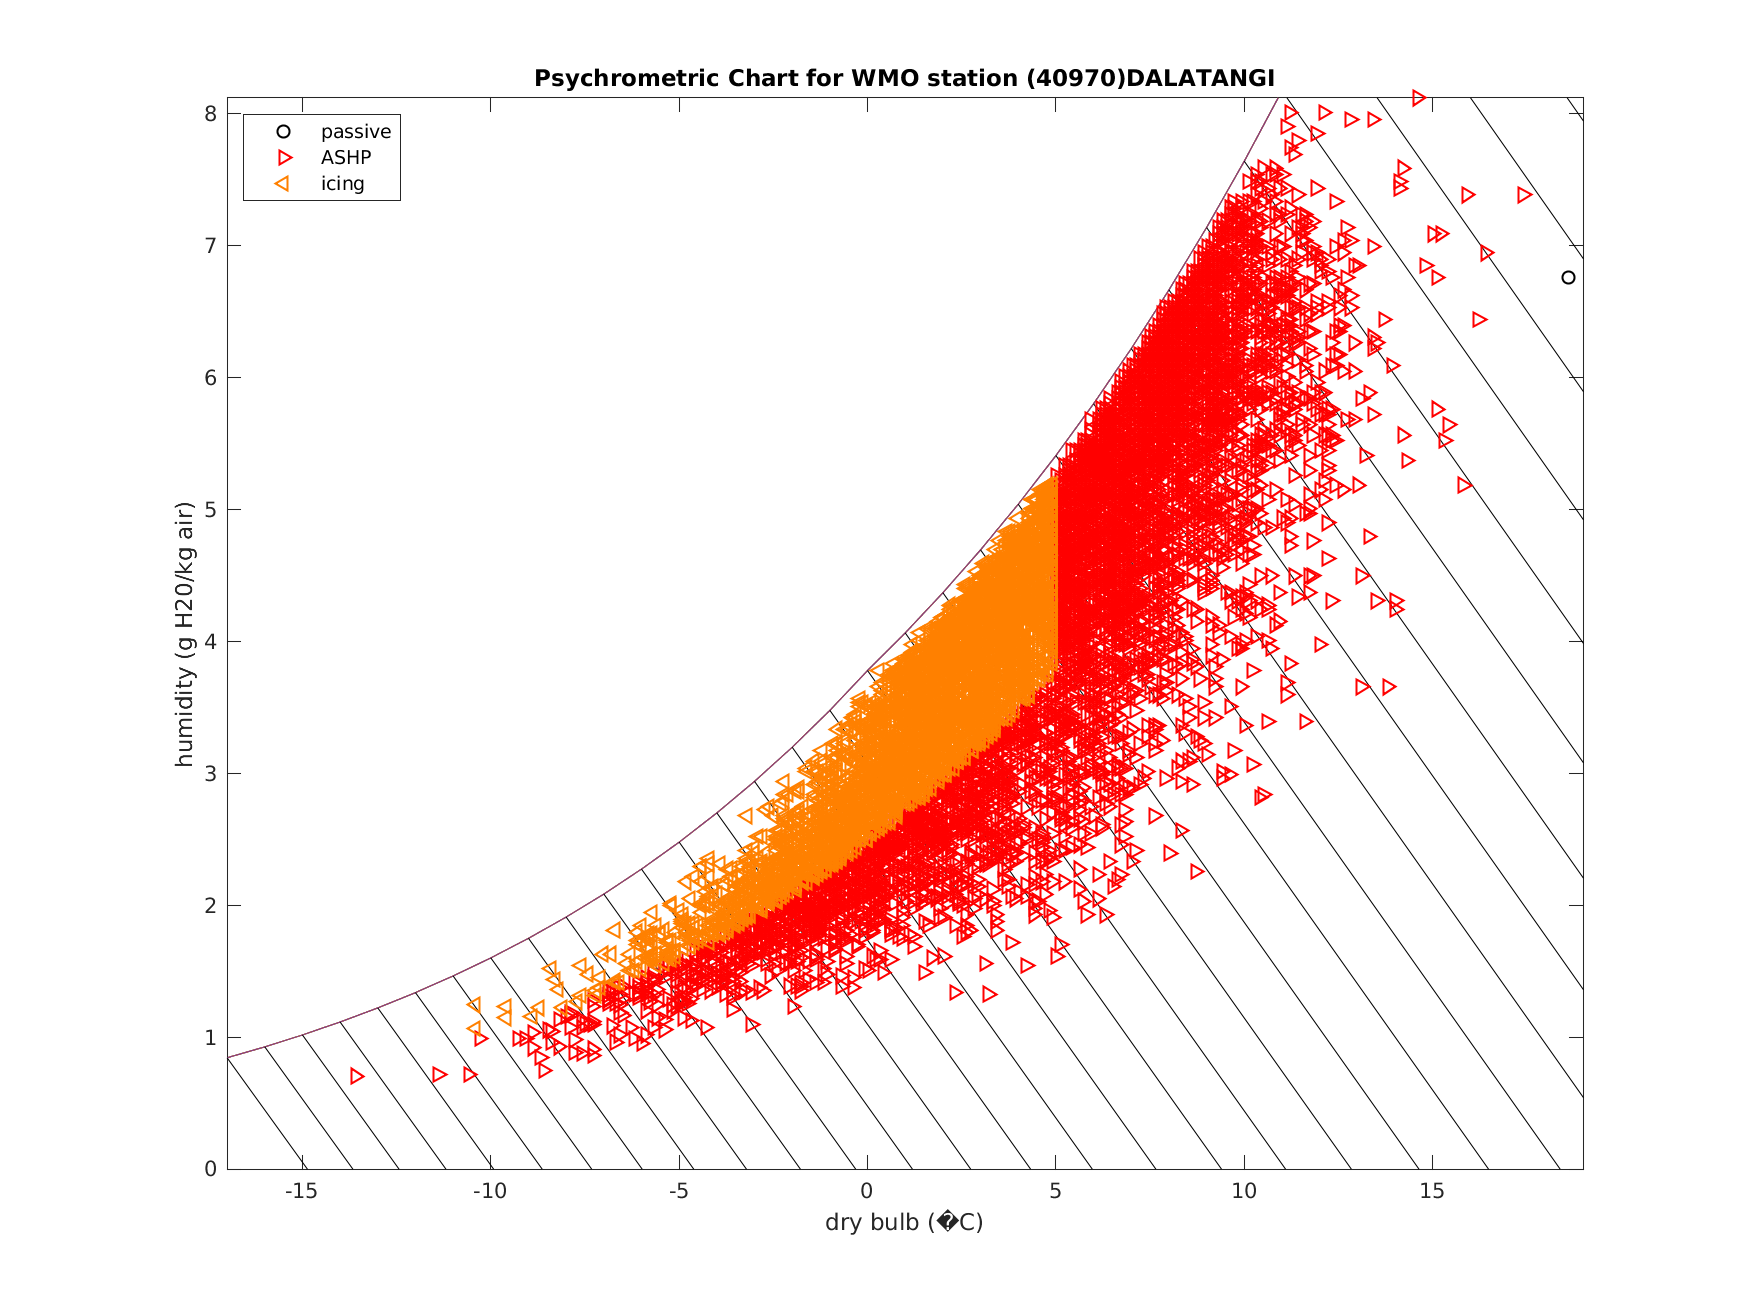 Psychrometric Chart for WMO station (40970)DALATANGI
passive
ASHP
icing
humidity (g H20/kg air)
8
7
6
5
4
3
2
1
0
-15 -10 -5 0 5 10 15
dry bulb (�C)